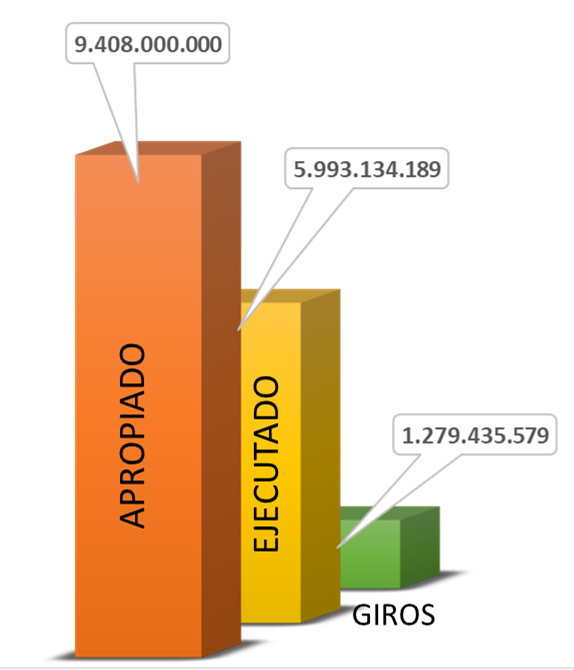 9.408.000.000
5.993.134.189
1.279.435.579
APROPIADO
EJECUTADO
GIROS